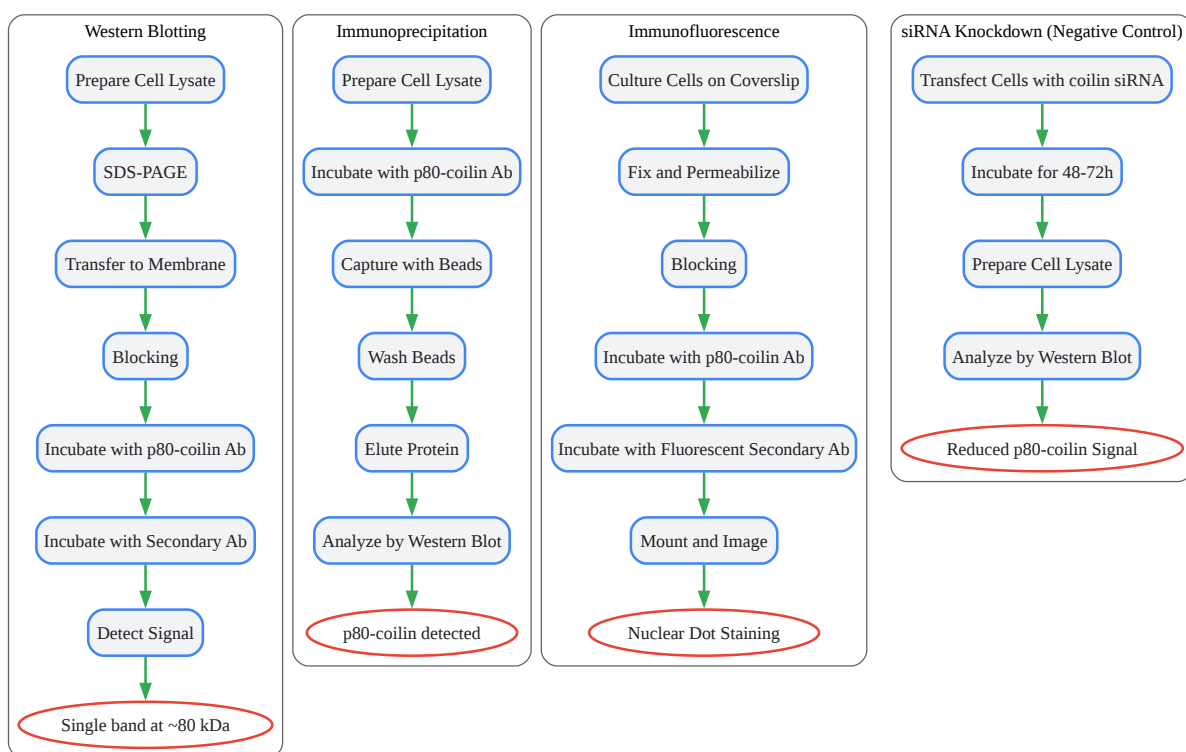 Western Blotting
Prepare Cell Lysate
SDS-PAGE
Transfer to Membrane
Blocking
Incubate with p80-coilin Ab
Incubate with Secondary Ab
Detect Signal
Single band at ~80 kDa
Immunoprecipitation
Prepare Cell Lysate
Incubate with p80-coilin Ab
Capture with Beads
Wash Beads
Elute Protein
Analyze by Western Blot
p80-coilin detected
Immunofluorescence
Culture Cells on Coverslip
Fix and Permeabilize
Blocking
Incubate with p80-coilin Ab
Incubate with Fluorescent Secondary Ab
Mount and Image
Nuclear Dot Staining
siRNA Knockdown (Negative Control)
Transfect Cells with coilin siRNA
Incubate for 48-72h
Prepare Cell Lysate
Analyze by Western Blot
Reduced p80-coilin Signal